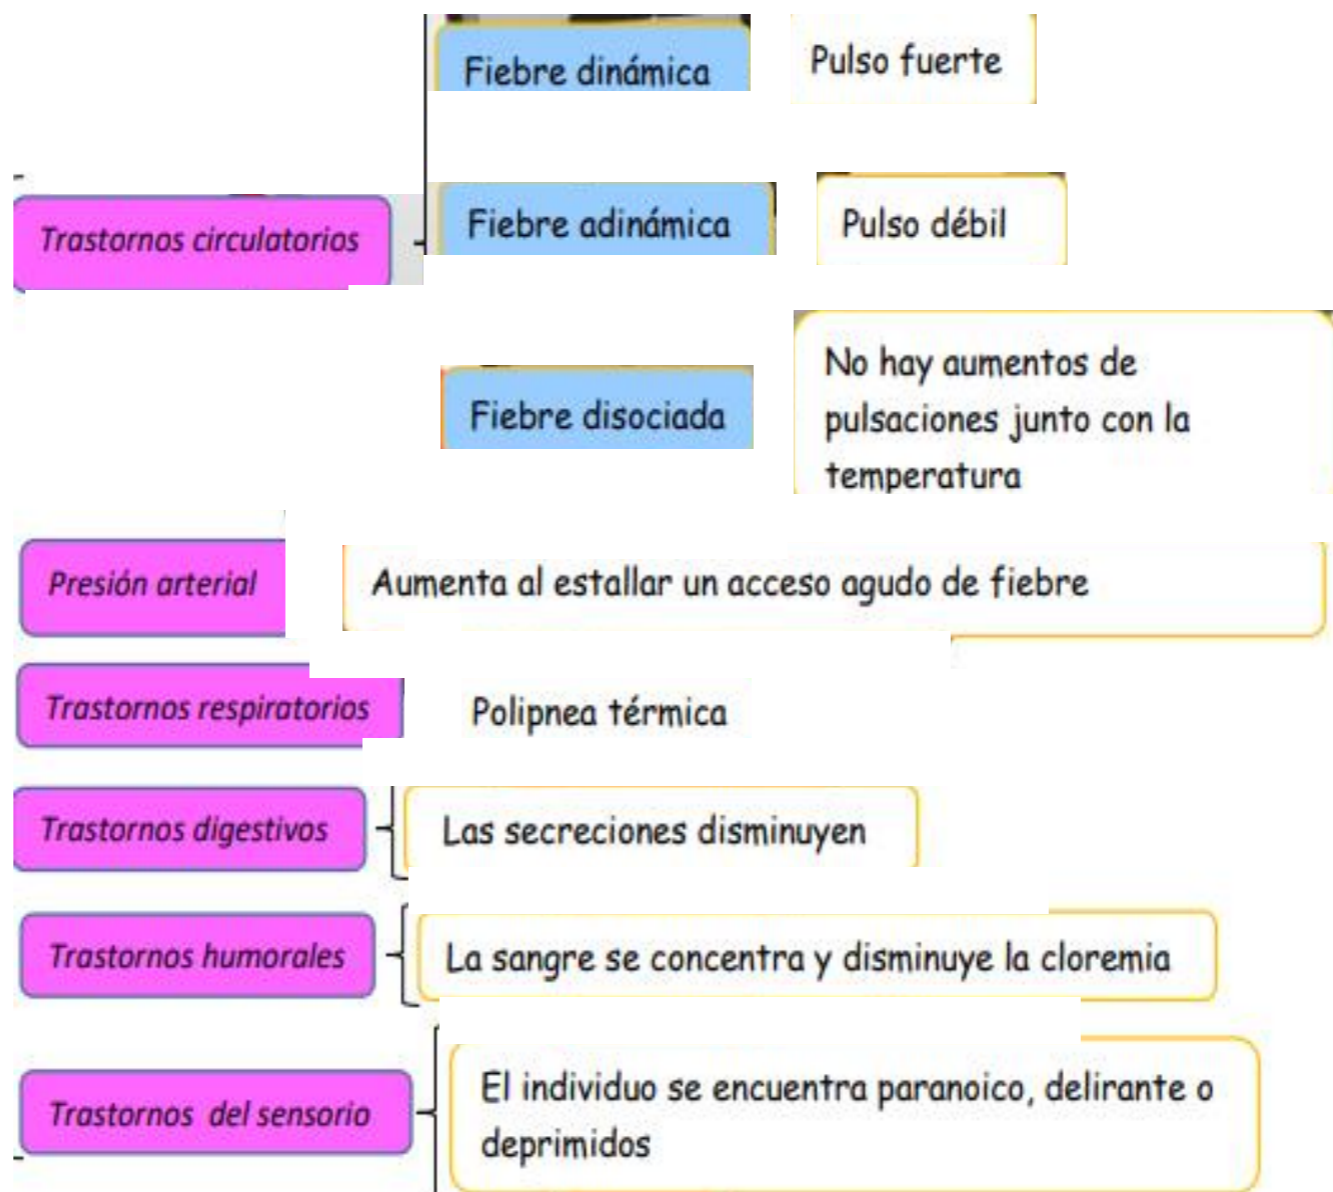 Fiebre dinámica
Pulso fuerte
Trastornos circulatorios
Fiebre adinámica
Pulso débil
Fiebre disociada
No hay aumentos de
pulsaciones junto con la
temperatura
Presión arterial
Aumenta al estallar un acceso agudo de fiebre
Trastornos respiratorios
Polipnea térmica
Trastornos digestivos
Las secreciones disminuyen
Trastornos humorales
La sangre se concentra y disminuye la cloremia
Trastornos del sensorio
El individuo se encuentra paranoico, delirante o
deprimidos